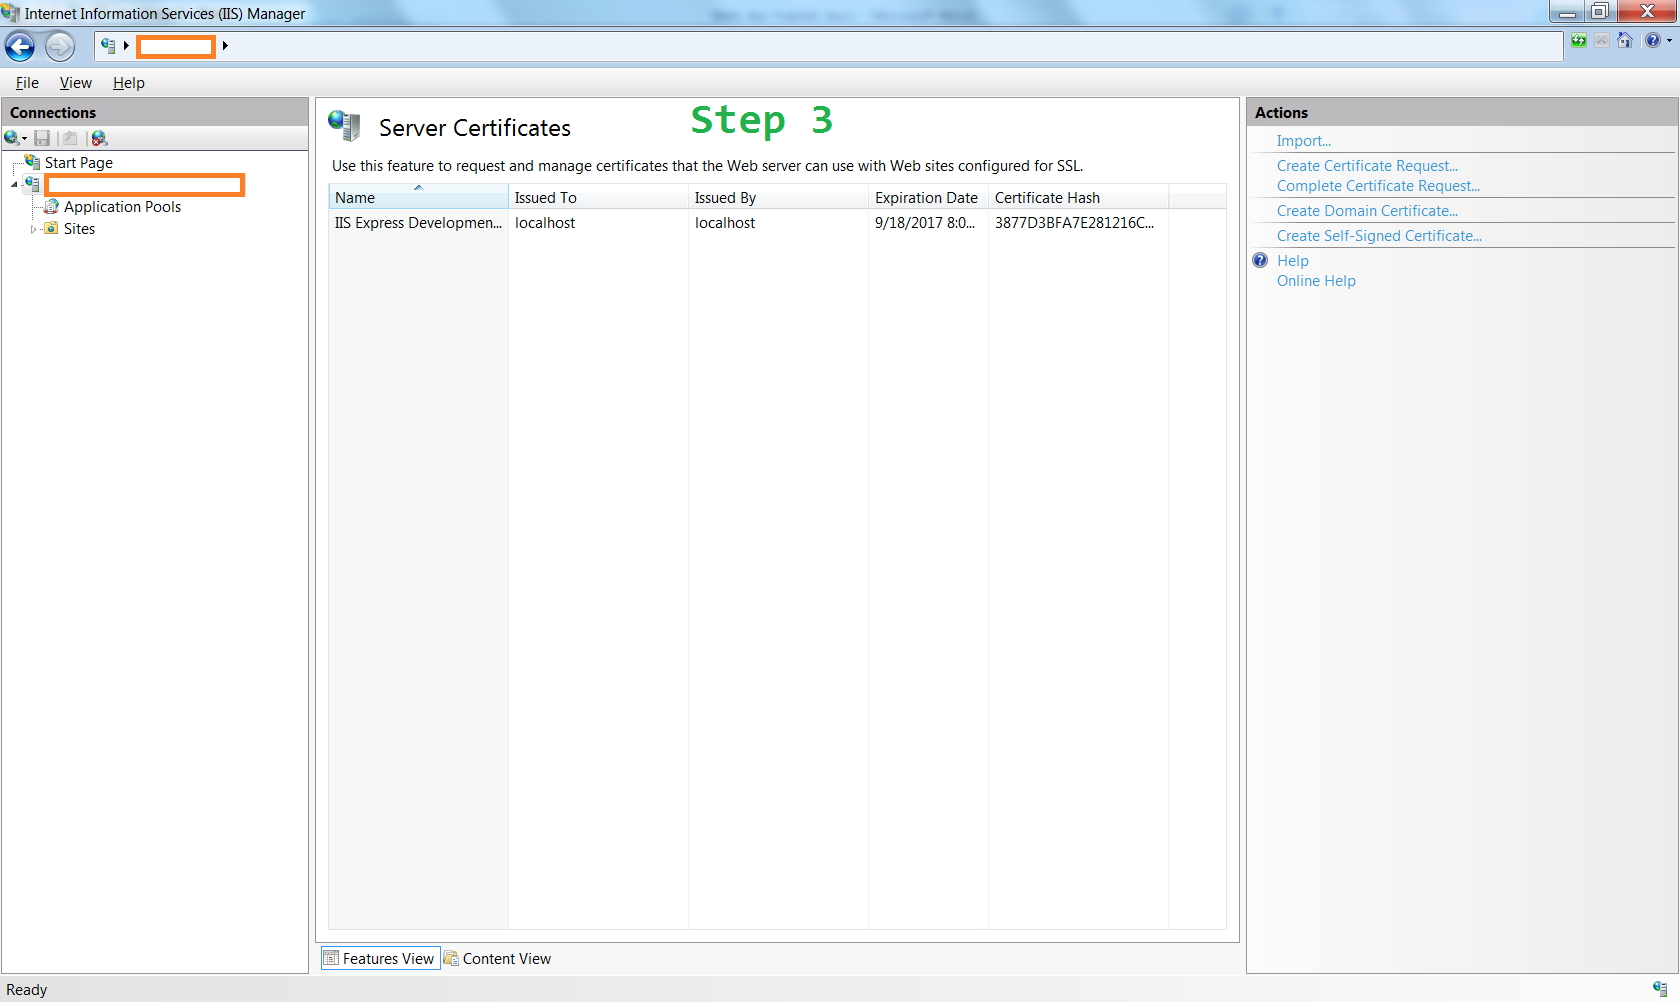 Internet Information Services (IIS) Manager
File View Help
Connections
Start Page
Application Pools
Sites
Server Certificates
Step 3
Use this feature to request and manage certificates that the Web server can use with Web sites configured for SSL.
Name Issued To Issued By Expiration Date Certificate Hash
IIS Express Developmen... localhost localhost 9/18/2017 8:0... 3877D3BFA7E281216C...
Features View Content View
Actions
Import...
Create Certificate Request...
Complete Certificate Request...
Create Domain Certificate...
Create Self-Signed Certificate...
Help
Online Help
Ready